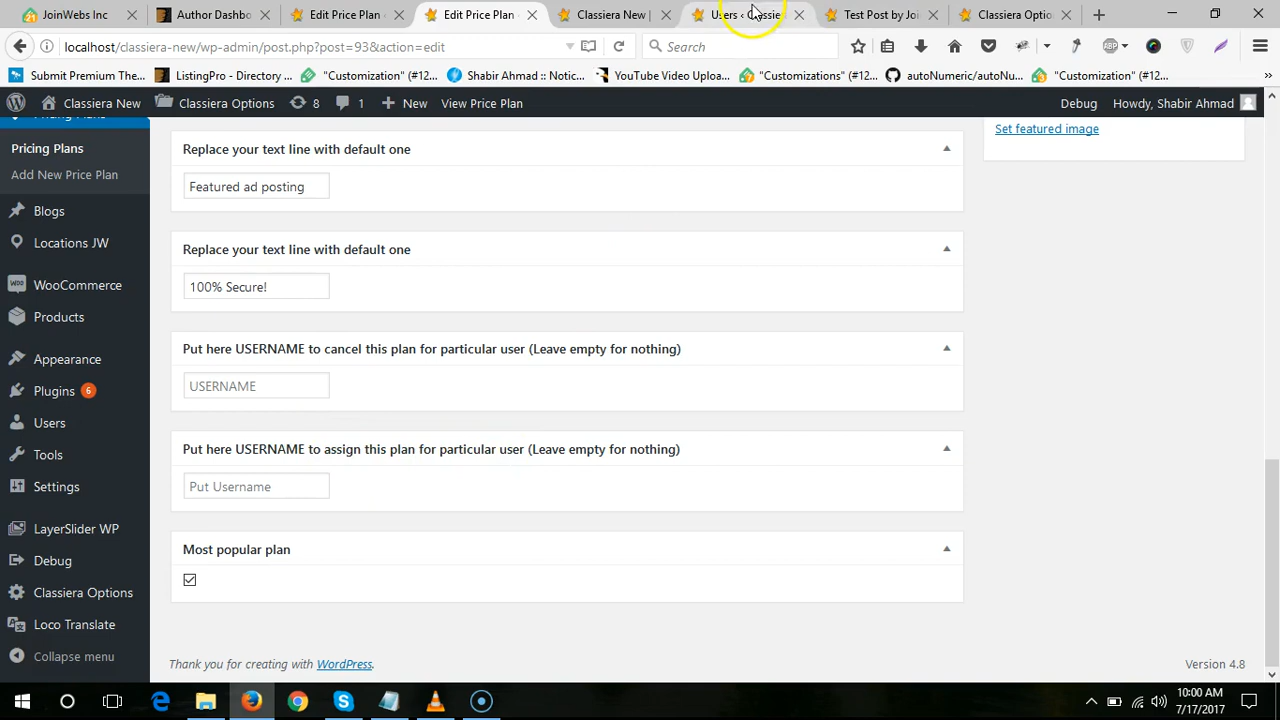 JoinWebs Inc
Author Dashbo
Edit Price Plan
Edit Price Plan
Classiera New |
Users ‹ Classie
Test Post by Joi
Classiera Optio
localhost/classiera-new/wp-admin/post.php?post=93&action=edit
Search
Submit Premium The...
ListingPro - Directory ...
"Customization" (#12...
Shabir Ahmad :: Notic...
YouTube Video Uploa...
"Customizations" (#12...
autoNumeric/autoNu...
"Customization" (#12...
Classiera New
Classiera Options
8
1
New
View Price Plan
Debug
Howdy, Shabir Ahmad
Pricing Plans
Pricing Plans
Add New Price Plan
Blogs
Locations JW
WooCommerce
Products
Appearance
Plugins 6
Users
Tools
Settings
LayerSlider WP
Debug
Classiera Options
Loco Translate
Collapse menu
Replace your text line with default one
Featured ad posting
Replace your text line with default one
100% Secure!
Put here USERNAME to cancel this plan for particular user (Leave empty for nothing)
USERNAME
Put here USERNAME to assign this plan for particular user (Leave empty for nothing)
Put Username
Most popular plan
Set featured image
Thank you for creating with WordPress.
Version 4.8
10:00 AM
7/17/2017